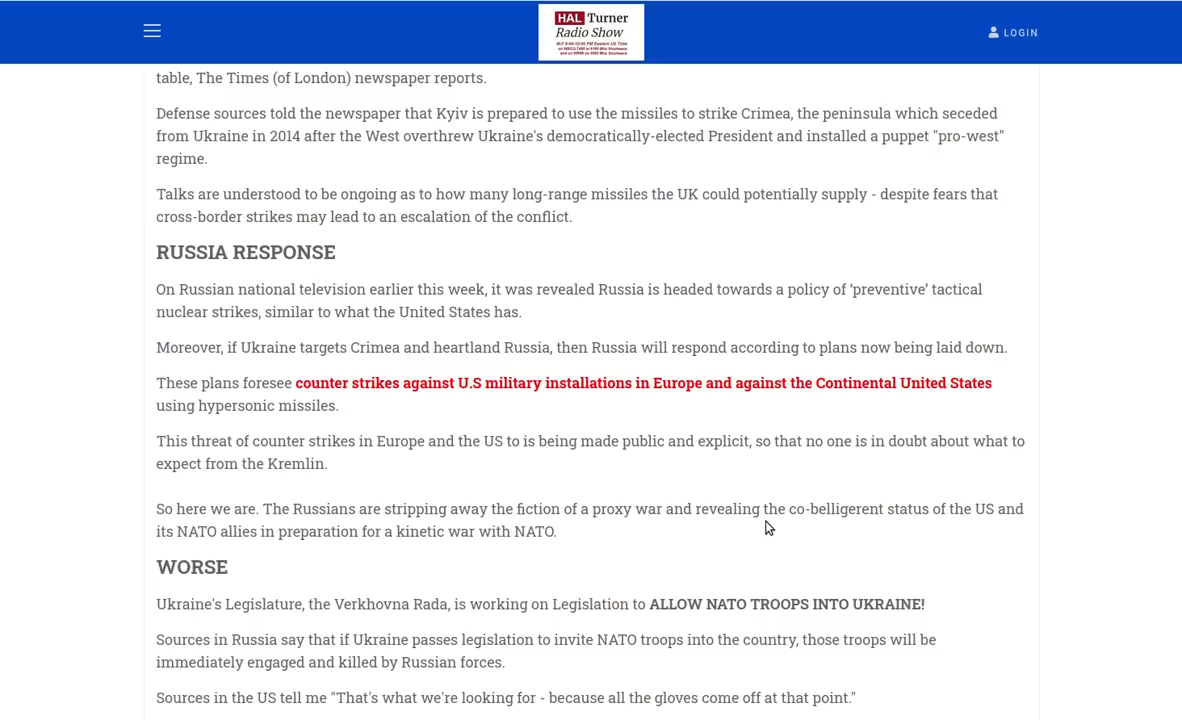 HAL Turner
Radio Show
LOGIN
table, The Times (of London) newspaper reports.
Defense sources told the newspaper that Kyiv is prepared to use the missiles to strike Crimea, the peninsula which seceded
from Ukraine in 2014 after the West overthrew Ukraine's democratically-elected President and installed a puppet "pro-west"
regime.
Talks are understood to be ongoing as to how many long-range missiles the UK could potentially supply - despite fears that
cross-border strikes may lead to an escalation of the conflict.
RUSSIA RESPONSE
On Russian national television earlier this week, it was revealed Russia is headed towards a policy of ‘preventive’ tactical
nuclear strikes, similar to what the United States has.
Moreover, if Ukraine targets Crimea and heartland Russia, then Russia will respond according to plans now being laid down.
These plans foresee counter strikes against U.S military installations in Europe and against the Continental United States
using hypersonic missiles.
This threat of counter strikes in Europe and the US to is being made public and explicit, so that no one is in doubt about what to
expect from the Kremlin.
So here we are. The Russians are stripping away the fiction of a proxy war and revealing the co-belligerent status of the US and
its NATO allies in preparation for a kinetic war with NATO.
WORSE
Ukraine's Legislature, the Verkhovna Rada, is working on Legislation to ALLOW NATO TROOPS INTO UKRAINE!
Sources in Russia say that if Ukraine passes legislation to invite NATO troops into the country, those troops will be
immediately engaged and killed by Russian forces.
Sources in the US tell me "That's what we're looking for - because all the gloves come off at that point."